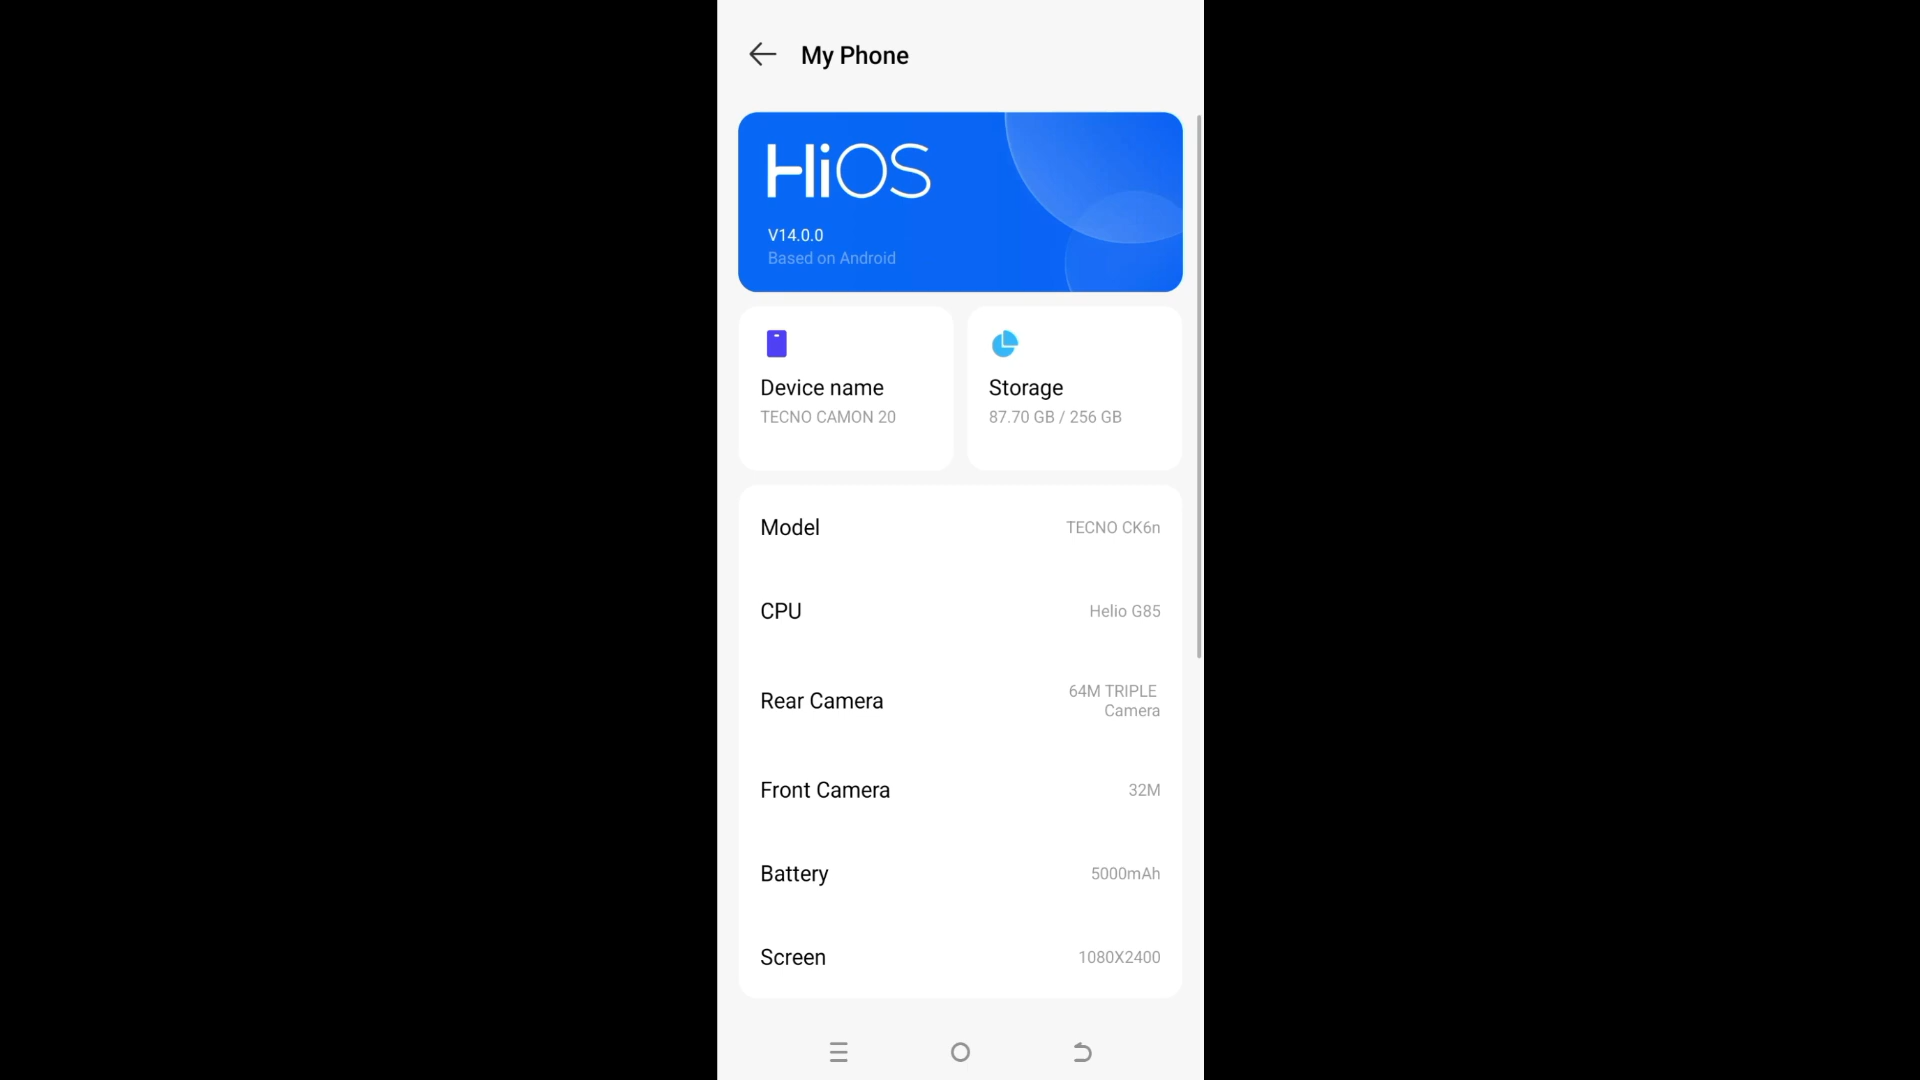 My Phone
HiOS
V14.0.0
Based on Android
Device name
TECNO CAMON 20
Storage
87.70 GB / 256 GB
Model
TECNO CK6n
CPU
Helio G85
Rear Camera
64M TRIPLE
Camera
Front Camera
32M
Battery
5000mAh
Screen
1080X2400